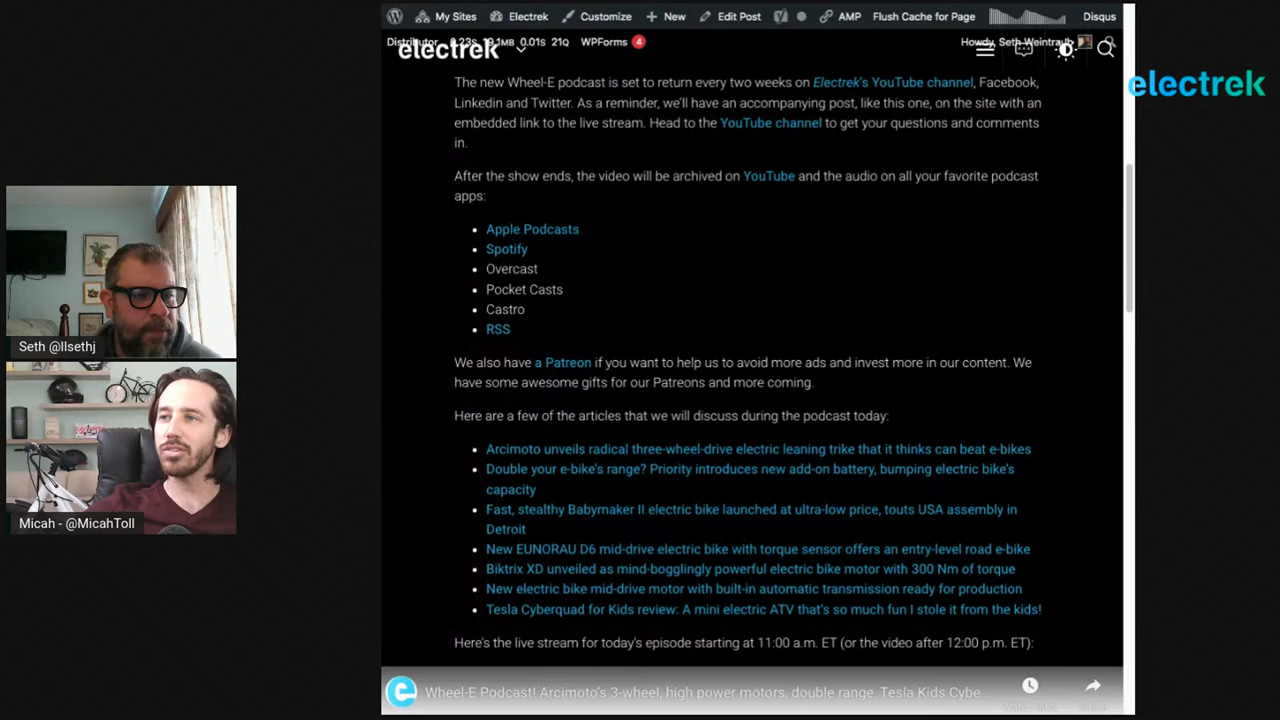 My Sites Electrek Customize New Edit Post AMP Flush Cache for Page Disqus
Distributor 0.01s 21Q WPForms 4 Howdy, Seth Weintraub
electrek
electrek
The new Wheel-E podcast is set to return every two weeks on Electrek's YouTube channel, Facebook,
Linkedin and Twitter. As a reminder, we'll have an accompanying post, like this one, on the site with an
embedded link to the live stream. Head to the YouTube channel to get your questions and comments
in.
After the show ends, the video will be archived on YouTube and the audio on all your favorite podcast
apps:
Apple Podcasts
Spotify
Overcast
Pocket Casts
Castro
RSS
Seth @llsethj
We also have a Patreon if you want to help us to avoid more ads and invest more in our content. We
have some awesome gifts for our Patreons and more coming.
Here are a few of the articles that we will discuss during the podcast today:
Arcimoto unveils radical three-wheel-drive electric leaning trike that it thinks can beat e-bikes
Double your e-bike's range? Priority introduces new add-on battery, bumping electric bike's
capacity
Fast, stealthy Babymaker II electric bike launched at ultra-low price, touts USA assembly in
Detroit
New EUNORAU D6 mid-drive electric bike with torque sensor offers an entry-level road e-bike
Biktrix XD unveiled as mind-bogglingly powerful electric bike motor with 300 Nm of torque
New electric bike mid-drive motor with built-in automatic transmission ready for production
Tesla Cyberquad for Kids review: A mini electric ATV that's so much fun I stole it from the kids!
Micah - @MicahToll
Here's the live stream for today's episode starting at 11:00 a.m. ET (or the video after 12:00 p.m. ET):
Wheel-E Podcast! Arcimoto's 3-wheel, high power motors, double range, Tesla Kids Cybe...